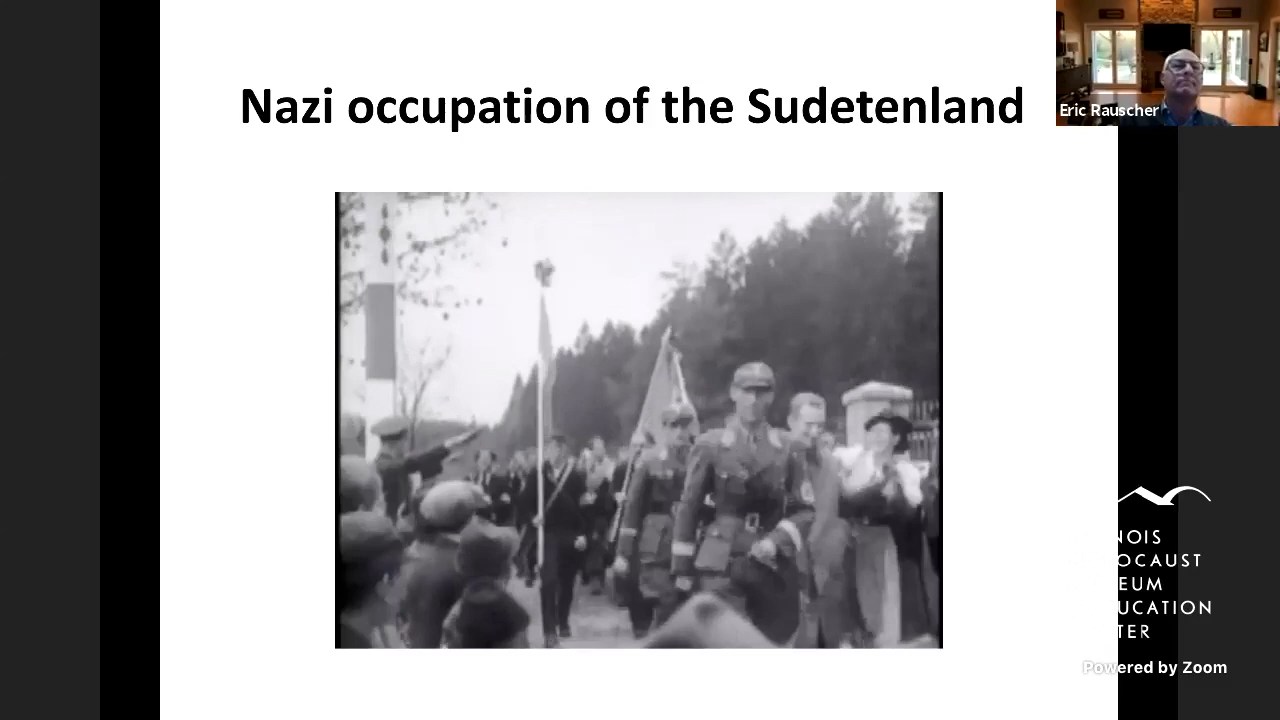 Nazi occupation of the Sudetenland
Eric Rauscher
NOIS
OCAUST
EUM
UCATION
TER
Powered by Zoom